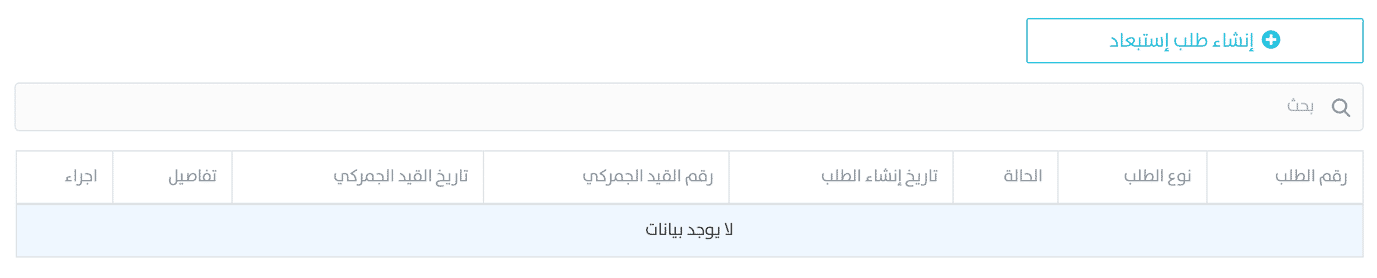 إنشاء طلب إستبعاد
بحث
رقم الطلب نوع الطلب الحالة تاريخ إنشاء الطلب رقم القيد الجمركي تاريخ القيد الجمركي تفاصيل اجراء
لا يوجد بيانات